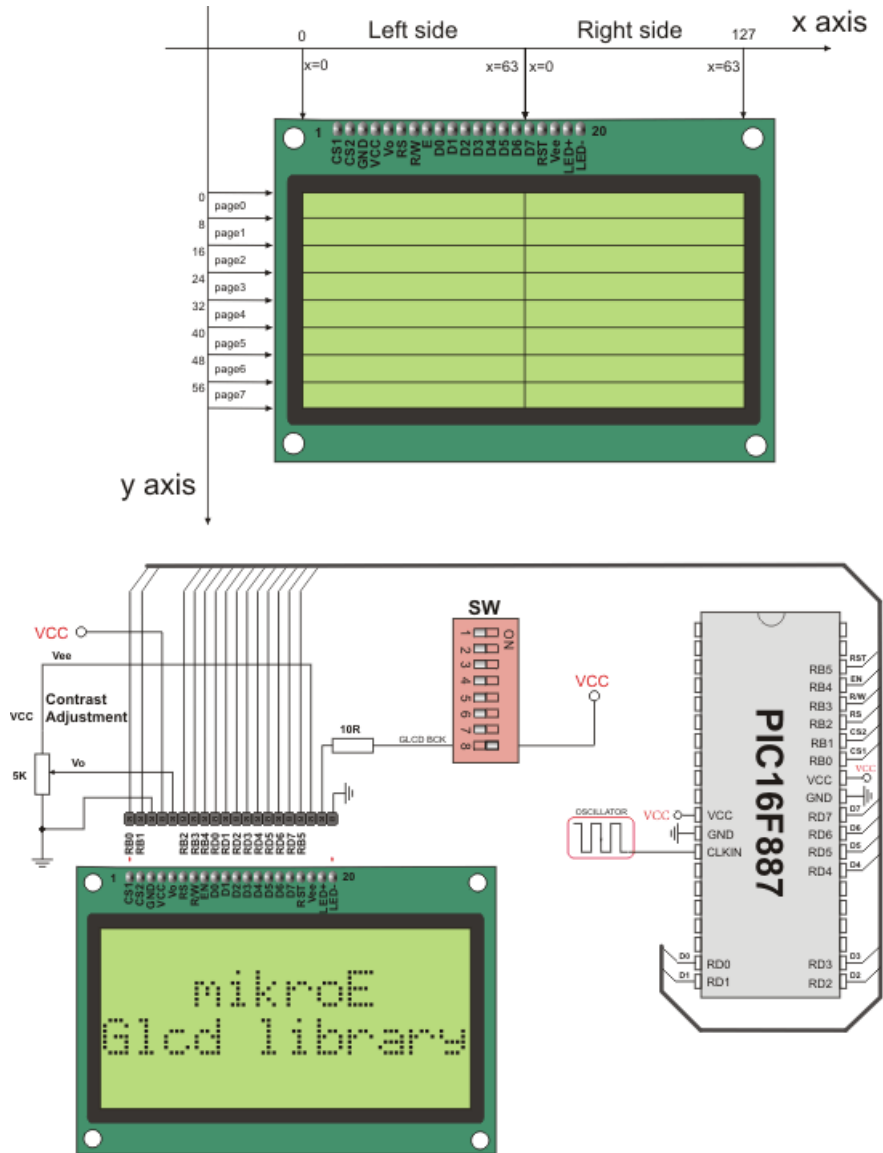 x axis
0 Left side Right side 127
x=0 x=63 x=0 x=63
1 20
CS1 CS2 GND VCC Vo RS R/W E D0 D1 D2 D3 D4 D5 D6 D7 RST Vee LED+ LED-
0
page0
8
page1
16
page2
24
page3
32
page4
40
page5
48
page6
56
page7
y axis
SW
ON
1
2
3
4
5
6
7
8
VCC
Vee
VCC
Contrast
Adjustment
VCC
10R
GLCD BCK
Vo
5K
RB0 RB1 RB2 RB3 RB4 RD0 RD1 RD2 RD3 RD4 RD5 RD6 RD7 RB5
1 20
CS1 CS2 GND VCC Vo RS R/W EN D0 D1 D2 D3 D4 D5 D6 D7 RST Vee LED+ LED-
mikroE
Glcd library
PIC16F887
RB5 RST
RB4 EN
RB3 R/W
RB2 RS
RB1 CS2
RB0 CS1
VCC VCC
GND
RD7 D7
RD6 D6
RD5 D5
RD4 D4
RD3 D3
RD2 D2
OSCILLATOR
VCC VCC
GND
CLKIN
D0 RD0
D1 RD1